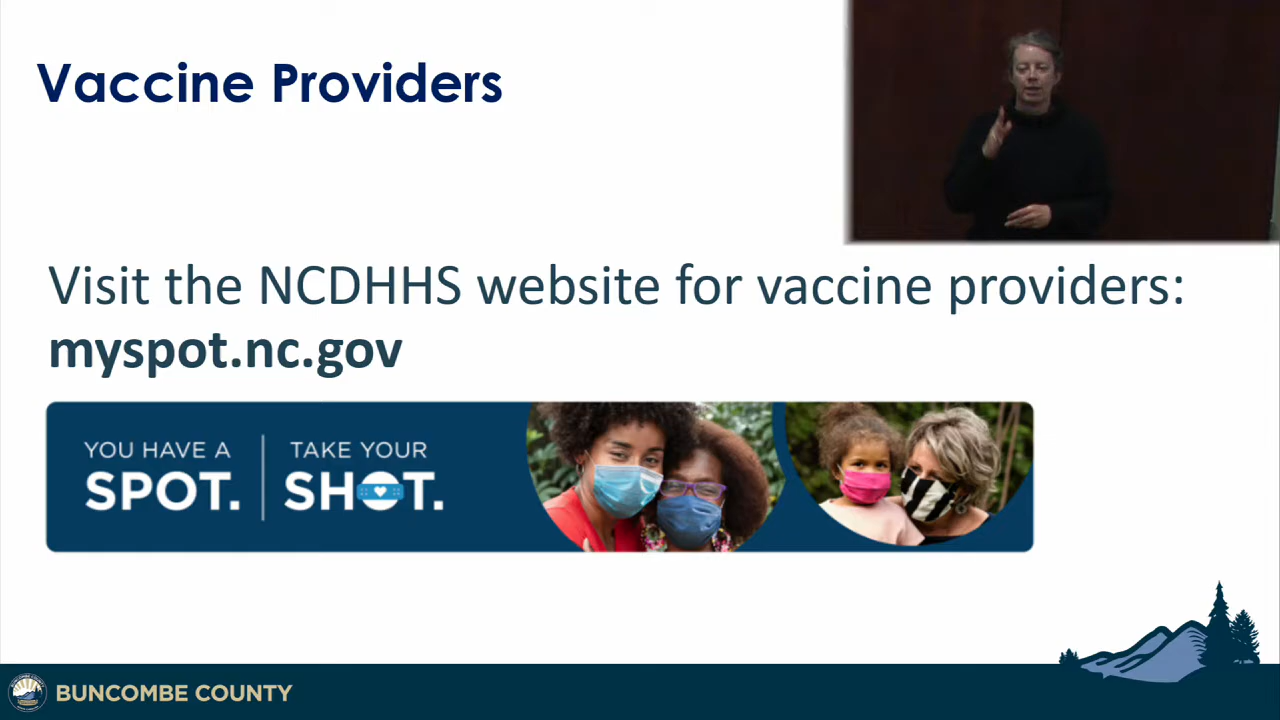 Vaccine Providers
Visit the NCDHHS website for vaccine providers:
myspot.nc.gov
YOU HAVE A
SPOT.
TAKE YOUR
SHOT.
BUNCOMBE COUNTY